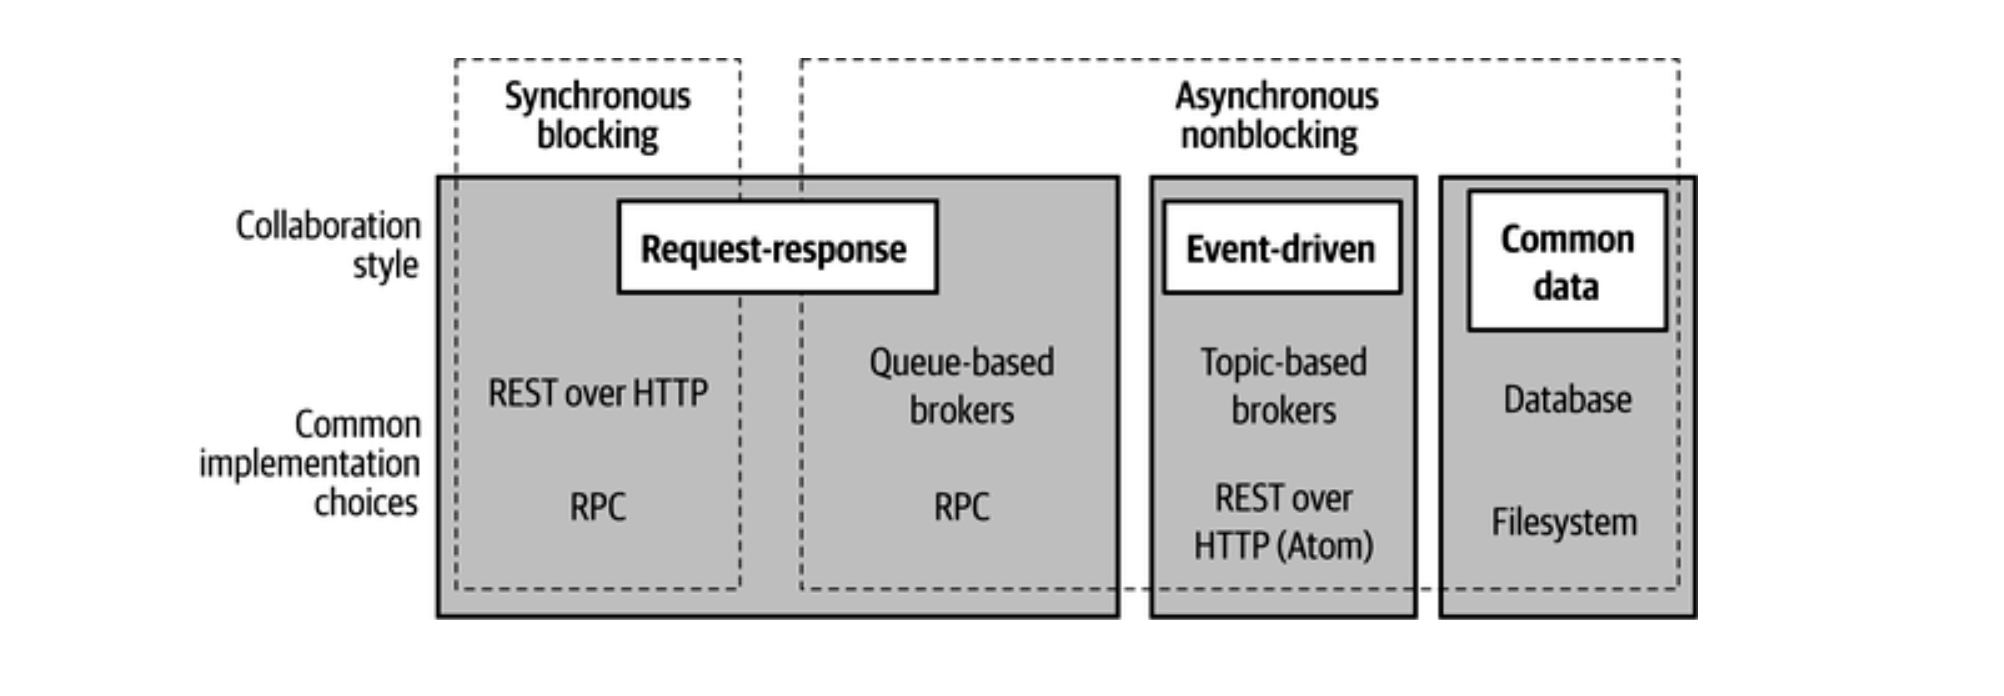 Synchronous
blocking
Asynchronous
nonblocking
Collaboration
style
Request-response
Event-driven
Common
data
Common
implementation
choices
REST over HTTP
RPC
Queue-based
brokers
RPC
Topic-based
brokers
REST over
HTTP (Atom)
Database
Filesystem